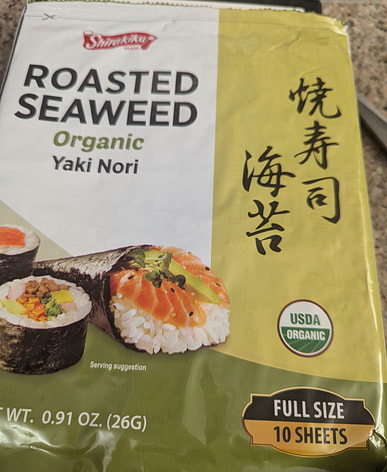 Shirakiku
ROASTED
SEAWEED
Organic
Yaki Nori
焼寿司
海苔
USDA
ORGANIC
Serving suggestion
WT. 0.91 OZ. (26G)
FULL SIZE
10 SHEETS